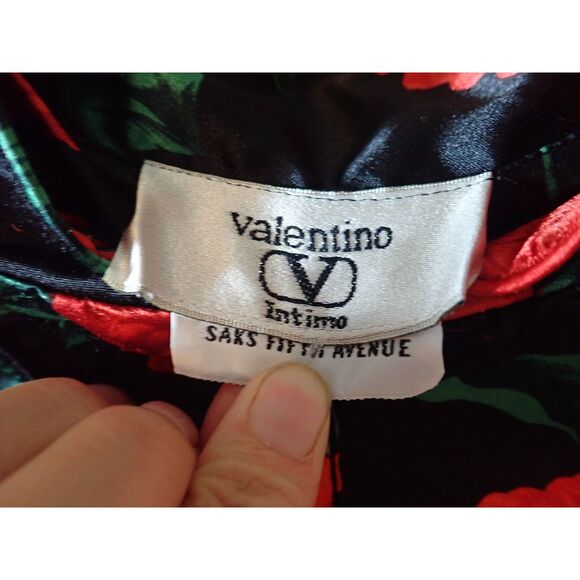 Valentino
V
Intimo
SAKS FIFTH AVENUE